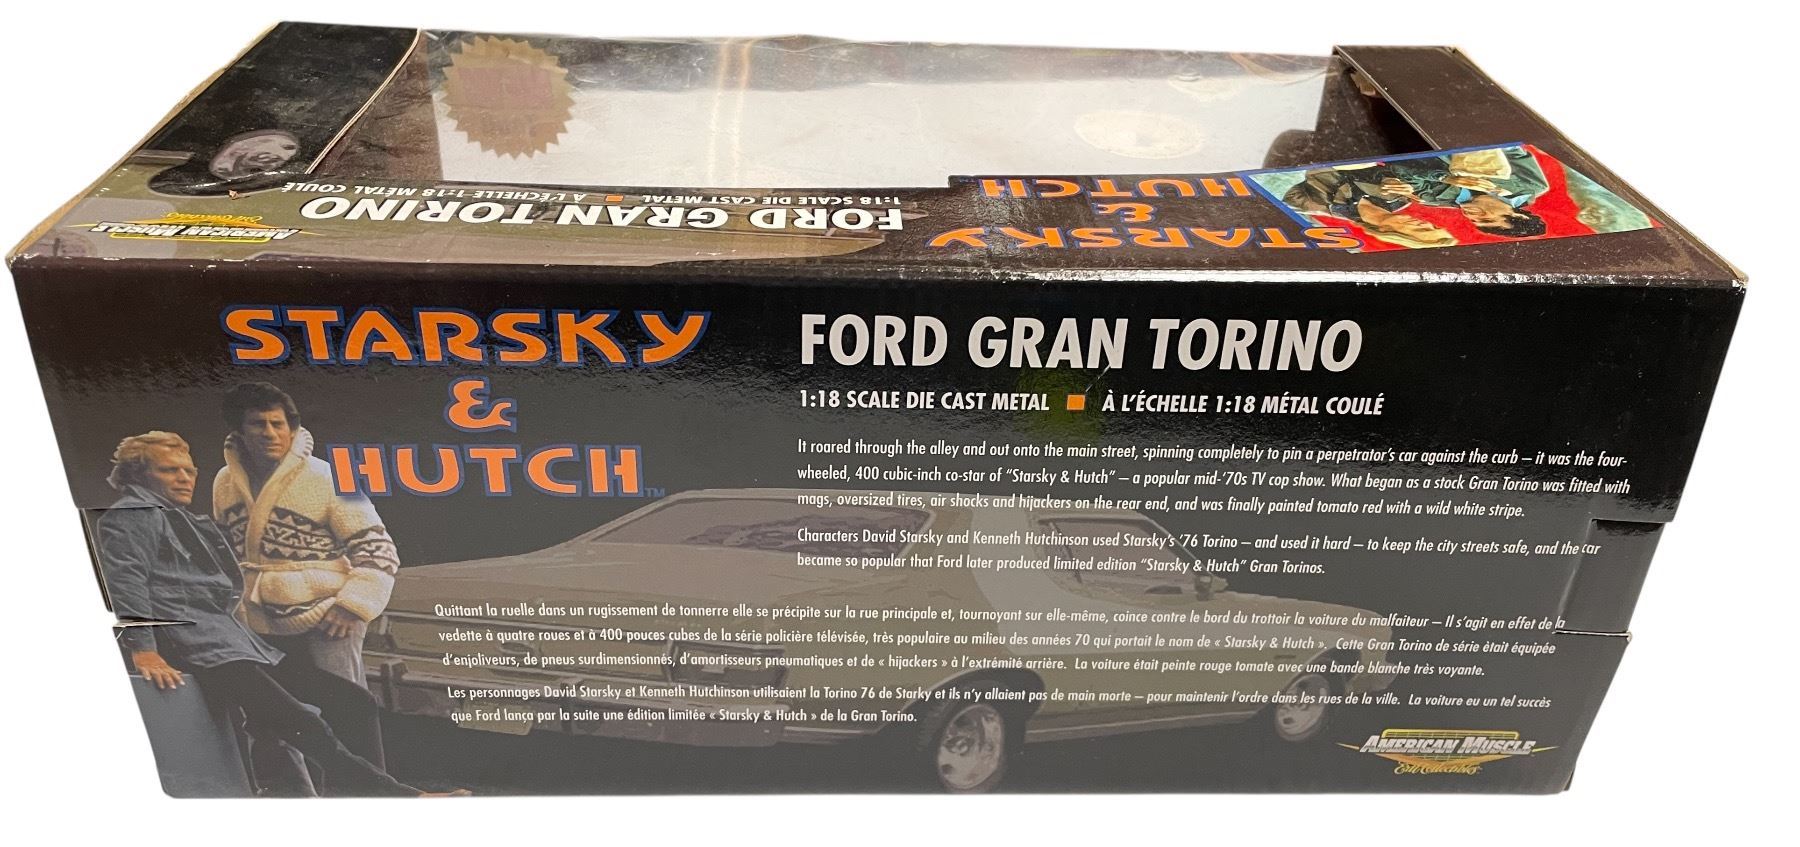 AMERICAN MUSCLE
Ertl Collectibles
FORD GRAN TORINO
1:18 SCALE DIE CAST METAL ■ À L'ÉCHELLE 1:18 MÉTAL COULÉ
STARSKY
&
HUTCH
STARSKY
&
HUTCH™
FORD GRAN TORINO
1:18 SCALE DIE CAST METAL ■ À L'ÉCHELLE 1:18 MÉTAL COULÉ
It roared through the alley and out onto the main street, spinning completely to pin a perpetrator's car against the curb – it was the four-
wheeled, 400 cubic-inch co-star of "Starsky & Hutch" – a popular mid-'70s TV cop show. What began as a stock Gran Torino was fitted with
mags, oversized tires, air shocks and hijackers on the rear end, and was finally painted tomato red with a wild white stripe.
Characters David Starsky and Kenneth Hutchinson used Starsky's '76 Torino – and used it hard – to keep the city streets safe, and the car
became so popular that Ford later produced limited edition "Starsky & Hutch" Gran Torinos.
Quittant la ruelle dans un rugissement de tonnerre elle se précipite sur la rue principale et, tournoyant sur elle-même, coince contre le bord du trottoir la voiture du malfaiteur – Il s'agit en effet de la
vedette à quatre roues et à 400 pouces cubes de la série policière télévisée, très populaire au milieu des années 70 qui portait le nom de « Starsky & Hutch ». Cette Gran Torino de série ètait équipée
d'enjoliveurs, de pneus surdimensionnés, d'amortisseurs pneumatiques et de « hijackers » à l'extrémité arrière. La voiture était peinte rouge tomate avec une bande blanche très voyante.
Les personnages David Starsky et Kenneth Hutchinson utilisaient la Torino 76 de Starky et ils n'y allaient pas de main morte – pour maintenir l'ordre dans les rues de la ville. La voiture eu un tel succès
que Ford lança par la suite une édition limitée « Starsky & Hutch » de la Gran Torino.
AMERICAN MUSCLE
Ertl Collectibles